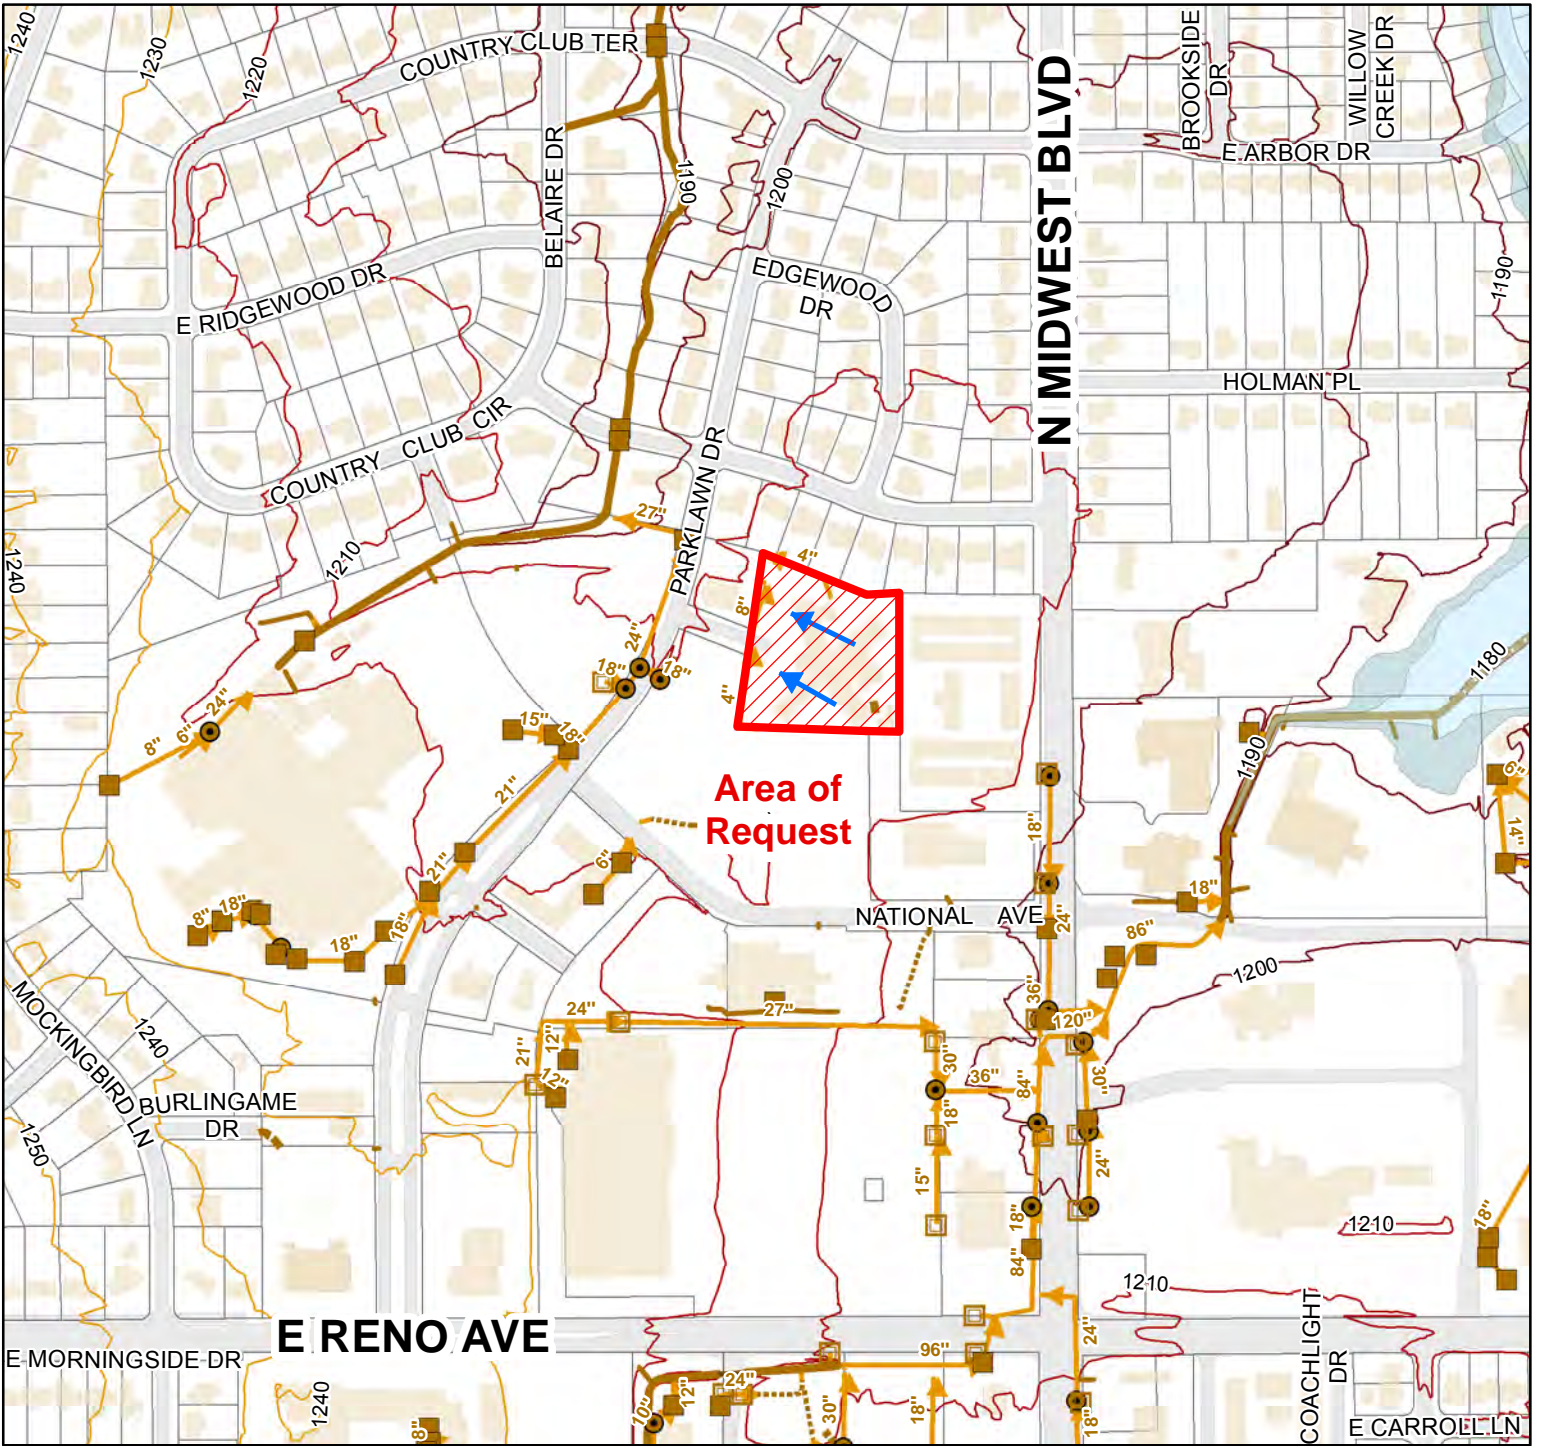 1240
1230
1220
COUNTRY CLUB TER
BELAIRE DR
1190
1200
N MIDWEST BLVD
BROOKSIDE
DR
WILLOW
CREEK DR
E ARBOR DR
1190
E RIDGEWOOD DR
EDGEWOOD
DR
HOLMAN PL
COUNTRY CLUB CIR
PARKLAWN DR
27"
1240
1210
4"
8"
4"
24"
18"
18"
1180
1190
24"
6"
8"
15"
18"
21"
Area of
Request
18"
6"
14"
21"
6"
8"
18"
18"
18"
NATIONAL AVE
24"
18"
86"
1200
MOCKINGBIRD LN
1240
24"
27"
36"
120"
21"
12"
12"
30"
36"
18"
84"
30"
BURLINGAME
DR
1250
24"
15"
18"
84"
1210
18"
1210
24"
E RENO AVE
E MORNINGSIDE DR
96"
COACHLIGHT
DR
1240
8"
10"
12"
24"
30"
18"
18"
E CARROLL LN